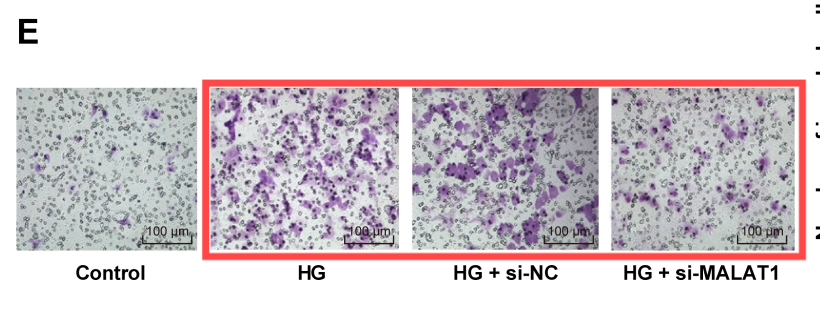 E
100 μm 100 μm 100 μm 100 μm
Control HG HG + si-NC HG + si-MALAT1